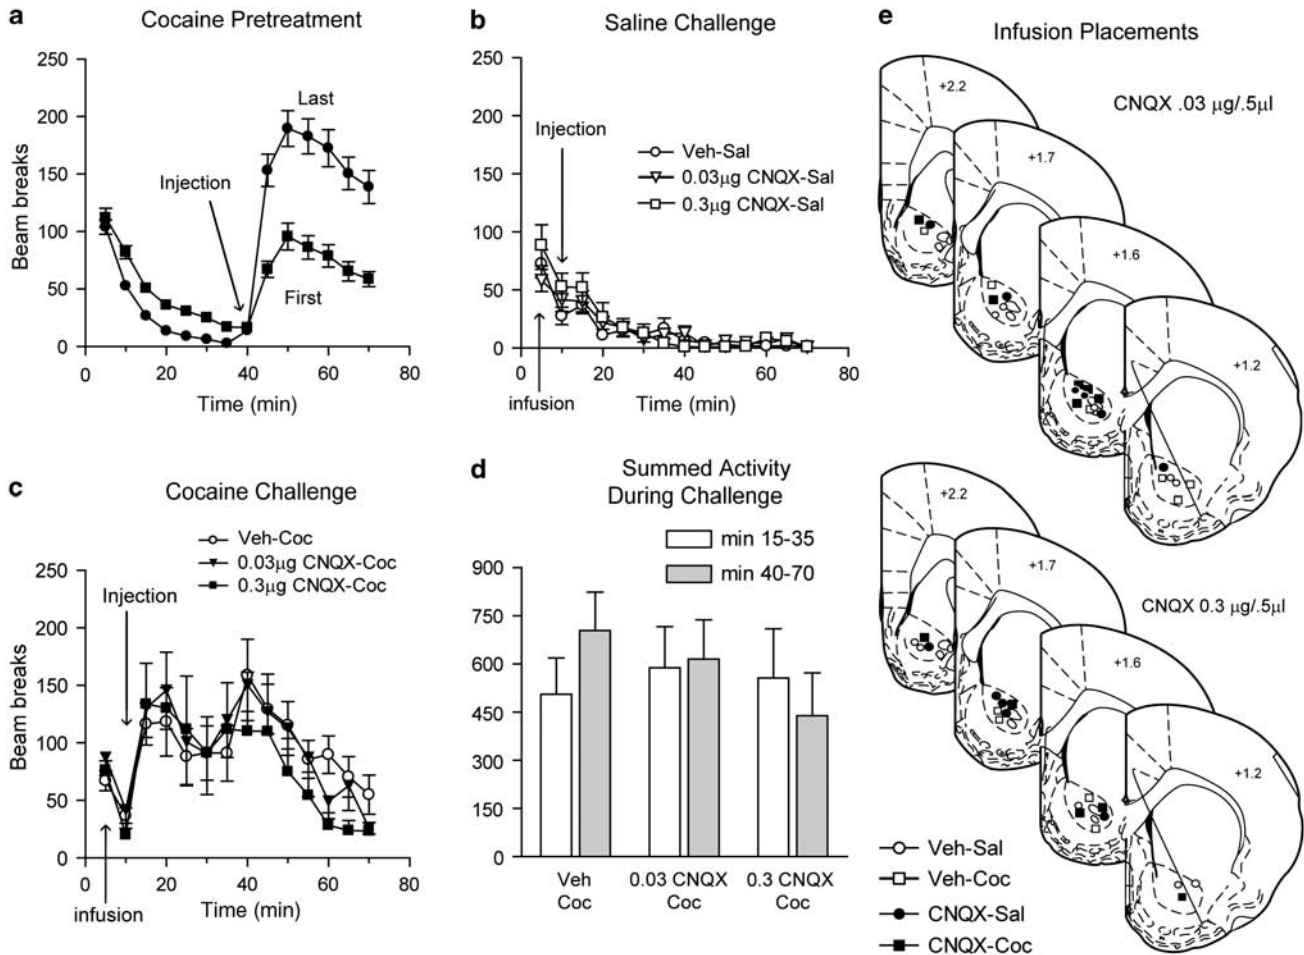 a
Cocaine Pretreatment
250
200
150
100
50
0
Beam breaks
Last
Injection
First
0
20
40
60
80
Time (min)
b
Saline Challenge
250
200
150
100
50
0
Injection
Veh-Sal
0.03µg CNQX-Sal
0.3µg CNQX-Sal
0
20
40
60
80
infusion
Time (min)
c
Cocaine Challenge
Veh-Coc
0.03µg CNQX-Coc
0.3µg CNQX-Coc
250
200
150
100
50
0
Beam breaks
Injection
0
20
40
60
80
infusion
Time (min)
d
Summed Activity
During Challenge
min 15-35
min 40-70
900
750
600
450
300
150
0
Veh
Coc
0.03 CNQX
Coc
0.3 CNQX
Coc
e
Infusion Placements
CNQX .03 µg/.5µl
+2.2
+1.7
+1.6
+1.2
CNQX 0.3 µg/.5µl
+2.2
+1.7
+1.6
+1.2
Veh-Sal
Veh-Coc
CNQX-Sal
CNQX-Coc